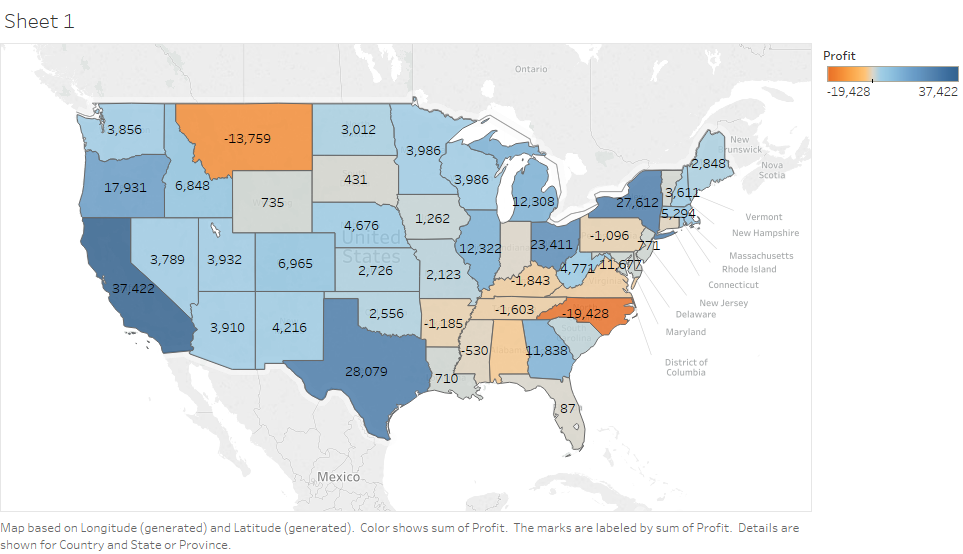 Sheet 1
Profit
-19,428 37,422
Ontario
New
Brunswick
Nova
Scotia
3,856
-13,759
3,012
3,986
2,848
17,931
6,848
431
3,986
3,611
735
12,308
27,612
5,294
Vermont
New Hampshire
4,676
1,262
United
States
-1,096
771
12,322
23,411
3,789
3,932
6,965
2,726
2,123
4,771
11,677
-1,843
Massachusetts
Rhode Island
Connecticut
37,422
New Jersey
Delaware
Maryland
2,556
-1,603
-19,428
3,910
4,216
-1,185
-530
11,838
District of
Columbia
28,079
710
87
Mexico
Map based on Longitude (generated) and Latitude (generated). Color shows sum of Profit. The marks are labeled by sum of Profit. Details are
shown for Country and State or Province.